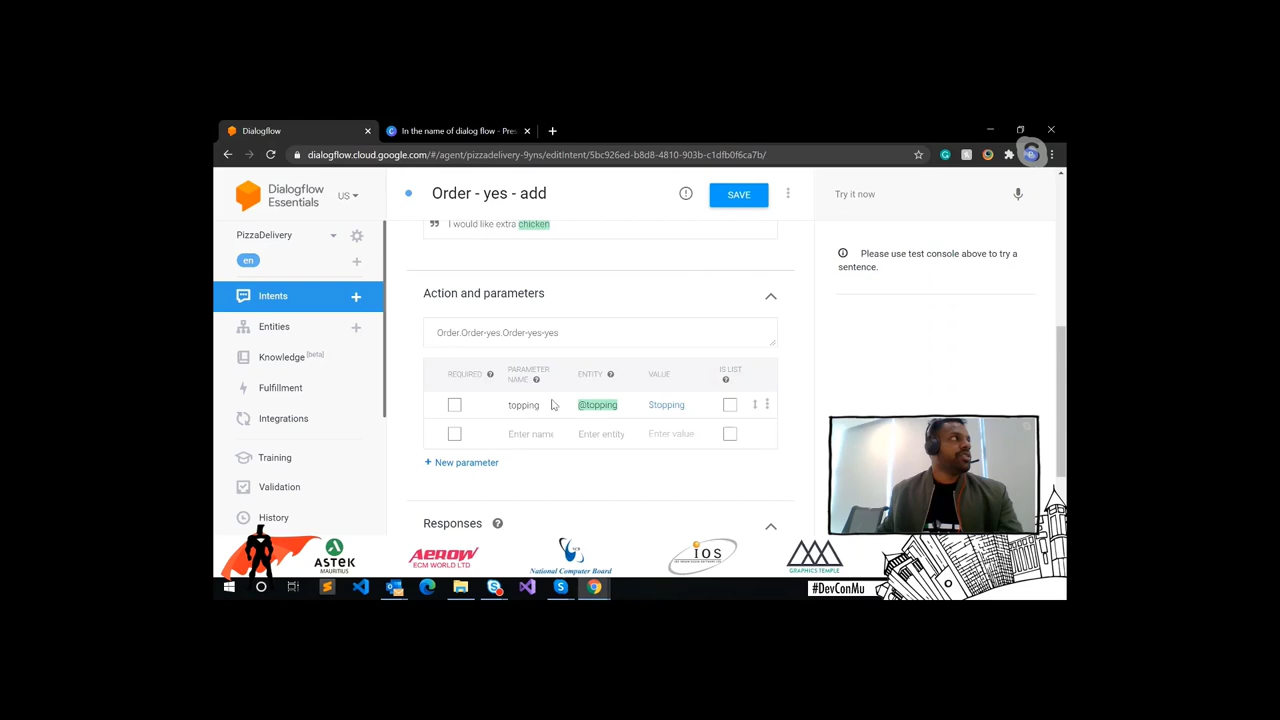 Dialogflow
In the name of dialog flow - Pres
dialogflow.cloud.google.com/#/agent/pizzadelivery-9yns/editIntent/5bc926ed-b8d8-4810-903b-c1dfb0f6ca7b/
Dialogflow
Essentials
US
Order - yes - add
SAVE
Try it now
I would like extra chicken
PizzaDelivery
en
Please use test console above to try a
sentence.
Intents
Action and parameters
Entities
Order.Order-yes.Order-yes-yes
Knowledge [beta]
REQUIRED
PARAMETER
NAME
ENTITY
VALUE
IS LIST
Fulfillment
topping
@topping
$topping
Integrations
Enter name
Enter entity
Enter value
Training
+ New parameter
Validation
History
Responses
ASTEK
MAURITIUS
AEROW
ECM WORLD LTD
National Computer Board
IOS
GRAPHICS TEMPLE
#DevConMu